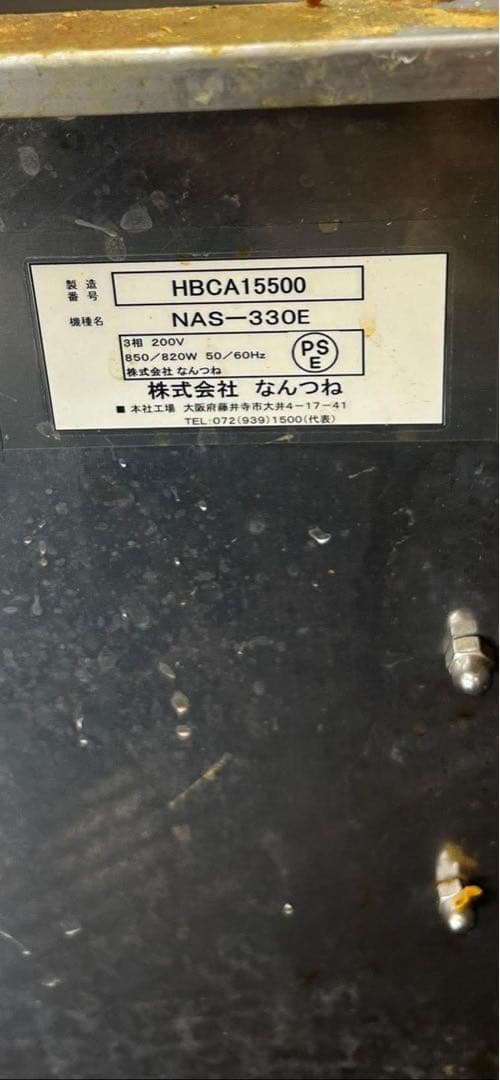 製造番号 HBCA15500
機種名 NAS-330E
3相 200V
850/820W 50/60Hz
株式会社 なんつね
PS
E
株式会社 なんつね
■ 本社工場 大阪府藤井寺市大井4-17-41
TEL:072(939)1500(代表)